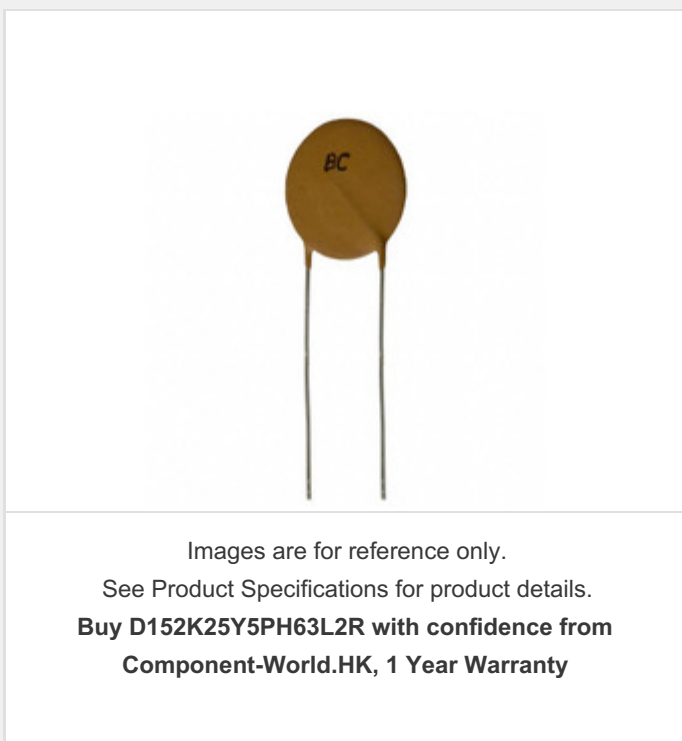 BC
Images are for reference only.
See Product Specifications for product details.
Buy D152K25Y5PH63L2R with confidence from
Component-World.HK, 1 Year Warranty